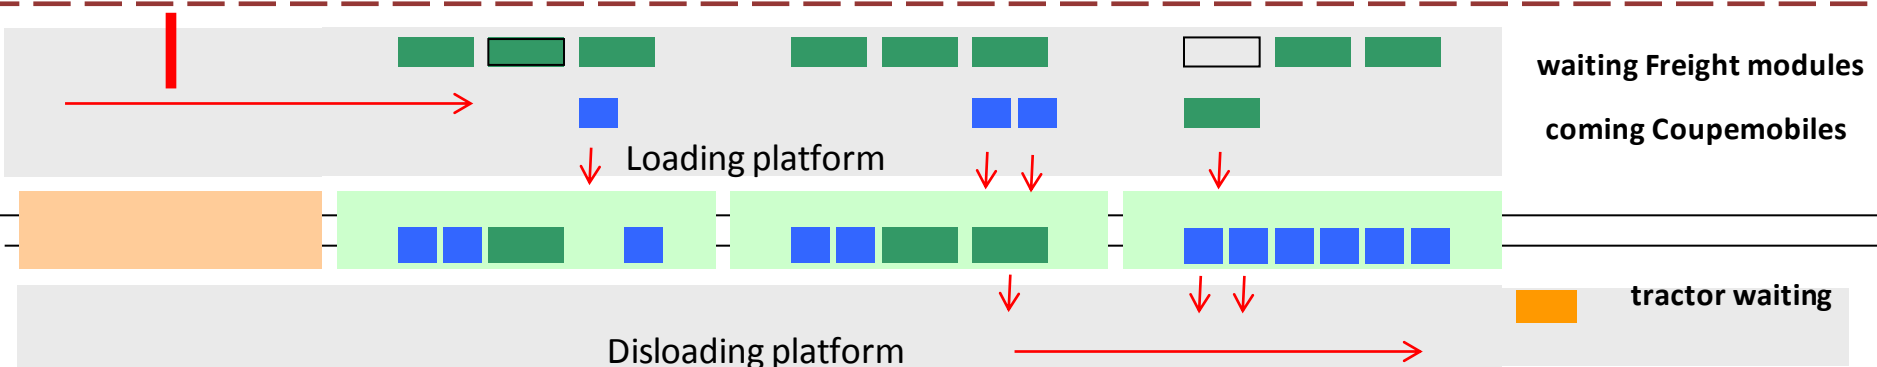 waiting Freight modules
coming Coupemobiles
Loading platform
tractor waiting
Disloading platform